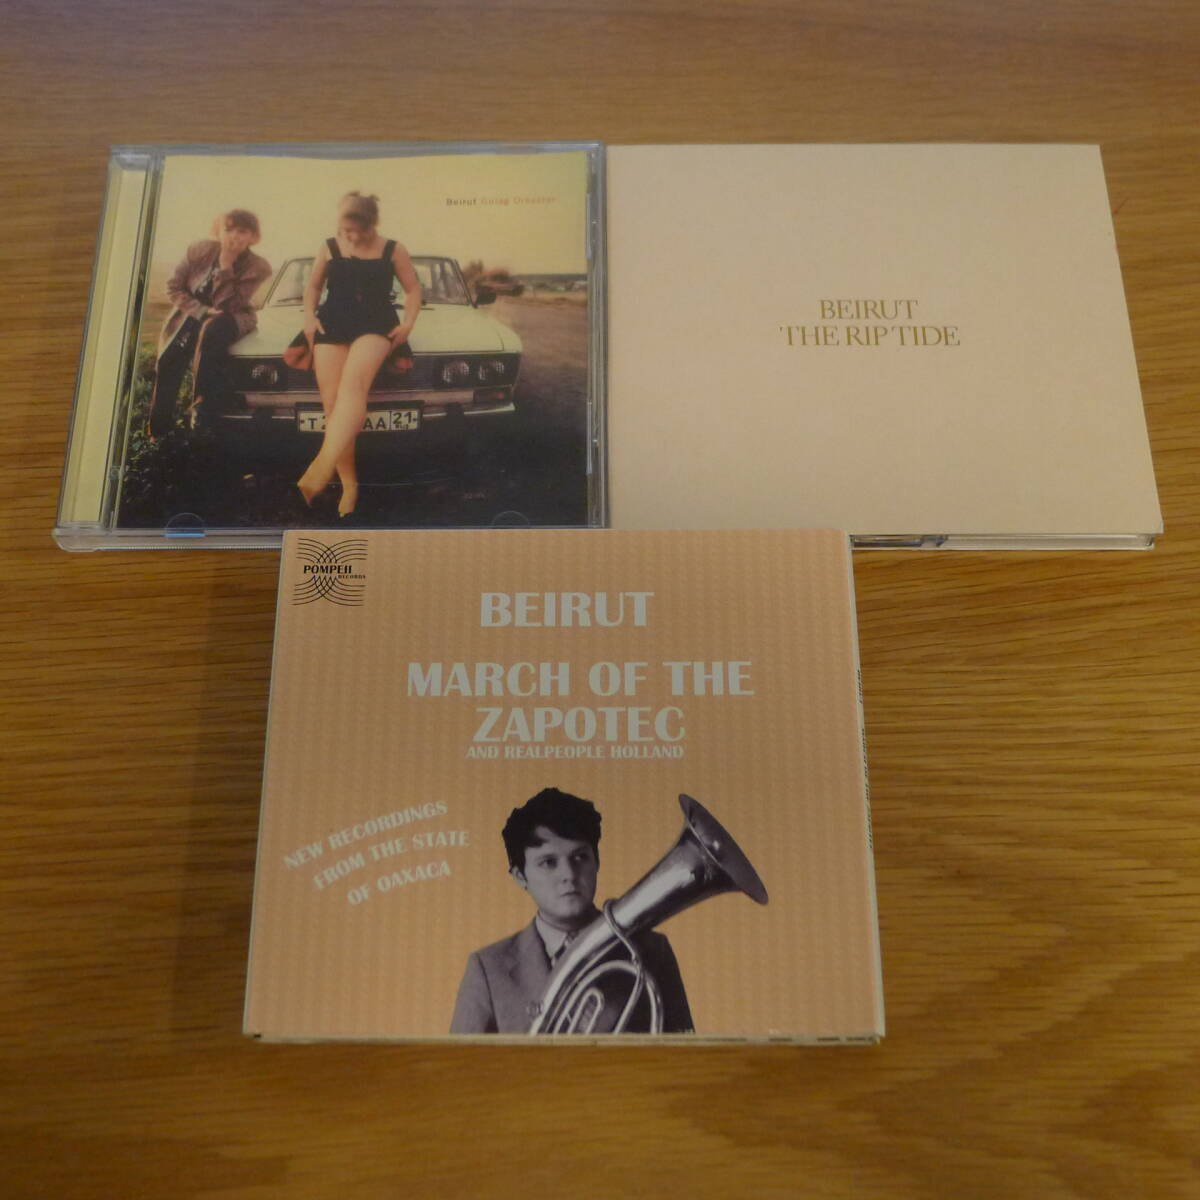 Beirut Gulag Orkestar
BEIRUT
THE RIP TIDE
POMPEII
RECORDS
BEIRUT
MARCH OF THE
ZAPOTEC
AND REALPEOPLE HOLLAND
NEW RECORDINGS
FROM THE STATE
OF OAXACA
21